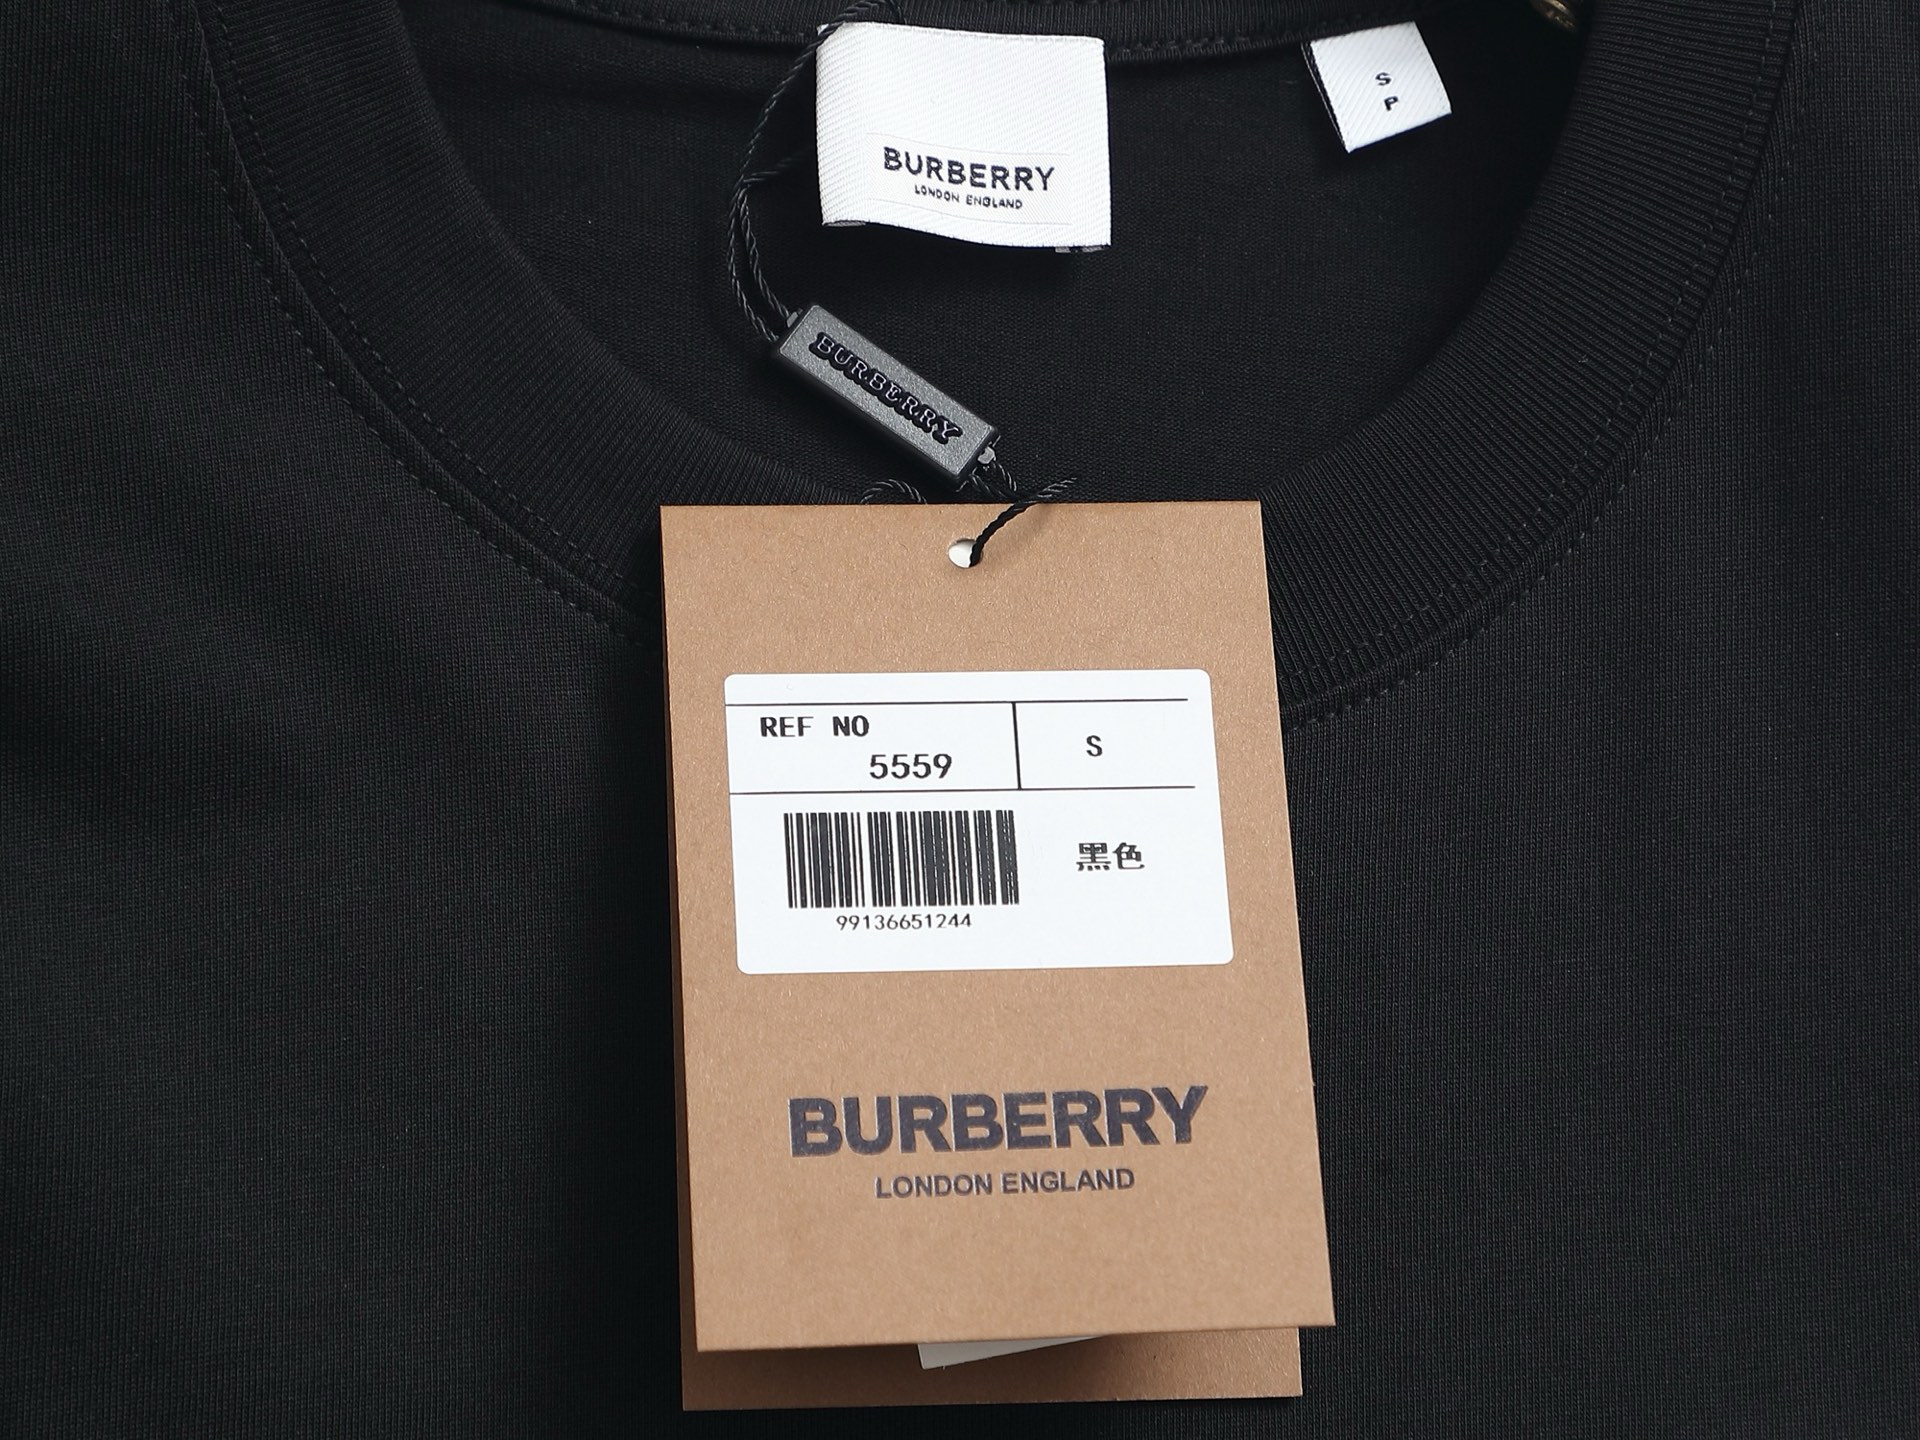 BURBERRY
LONDON ENGLAND
S
P
BURBERRY
REF NO
5559
S
黑色
99136651244
BURBERRY
LONDON ENGLAND